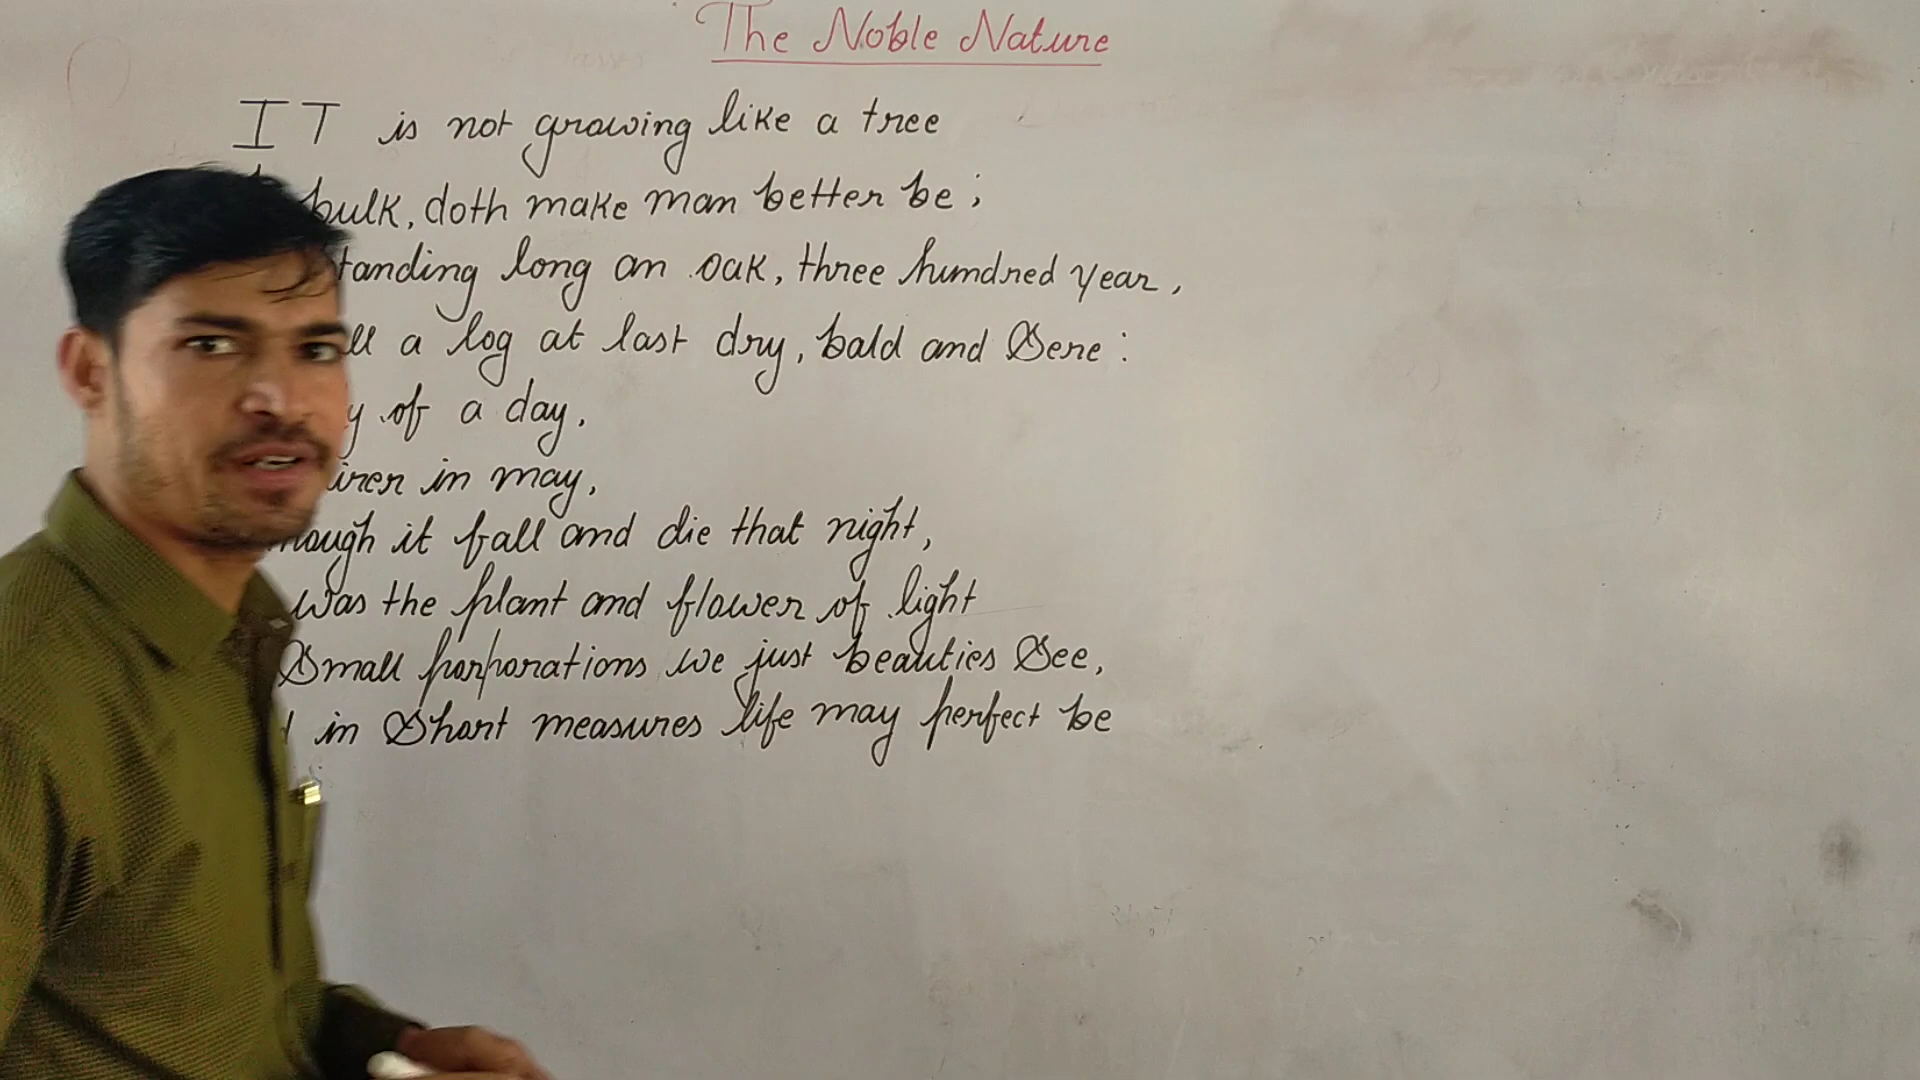 The Noble Nature
IT is not growing like a tree
bulk, doth make man better be;
standing long an oak, three hundred year,
a log at last dry, bald and Sere:
of a day,
in may,
it fall and die that night,
was the plant and flower of light
Small porporations we just beauties See,
in Short measures life may perfect be